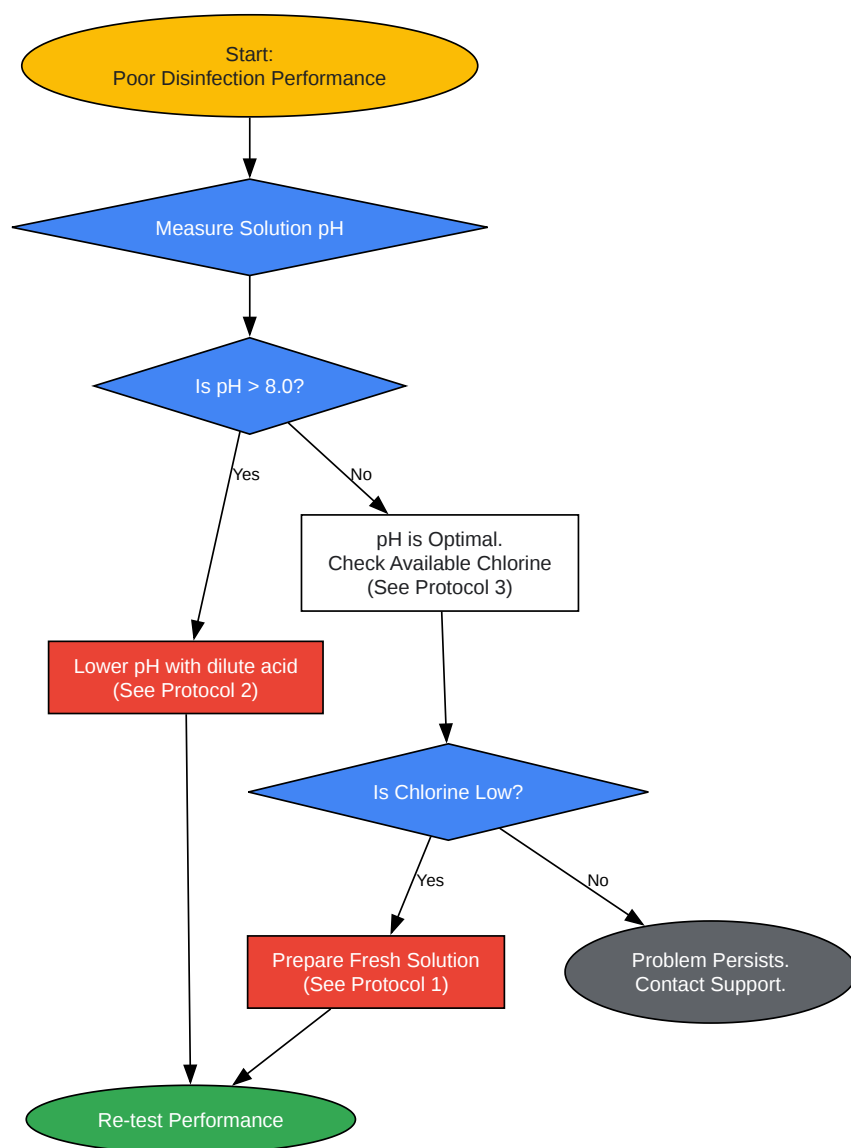 Start:
Poor Disinfection Performance
Measure Solution pH
Is pH > 8.0?
Yes
No
pH is Optimal.
Check Available Chlorine
(See Protocol 3)
Lower pH with dilute acid
(See Protocol 2)
Is Chlorine Low?
Yes
No
Prepare Fresh Solution
(See Protocol 1)
Problem Persists.
Contact Support.
Re-test Performance